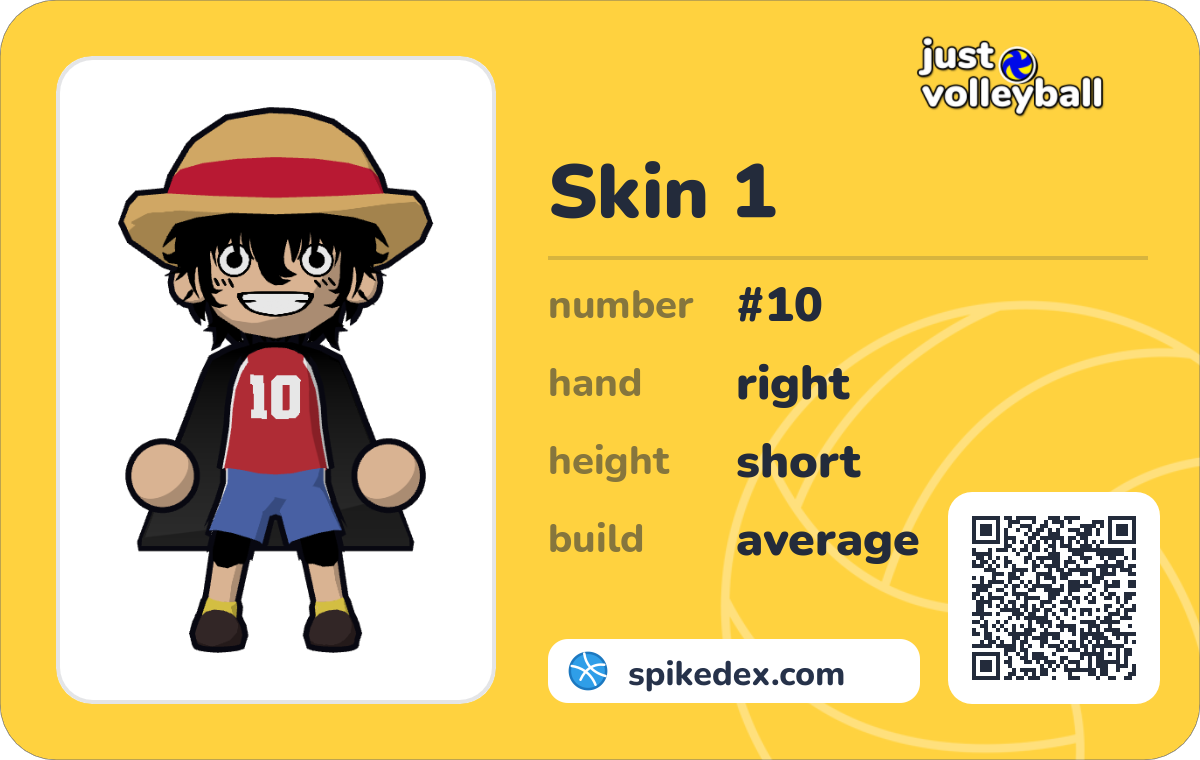 just
volleyball
Skin 1
number #10
hand right
height short
build average
10
spikedex.com